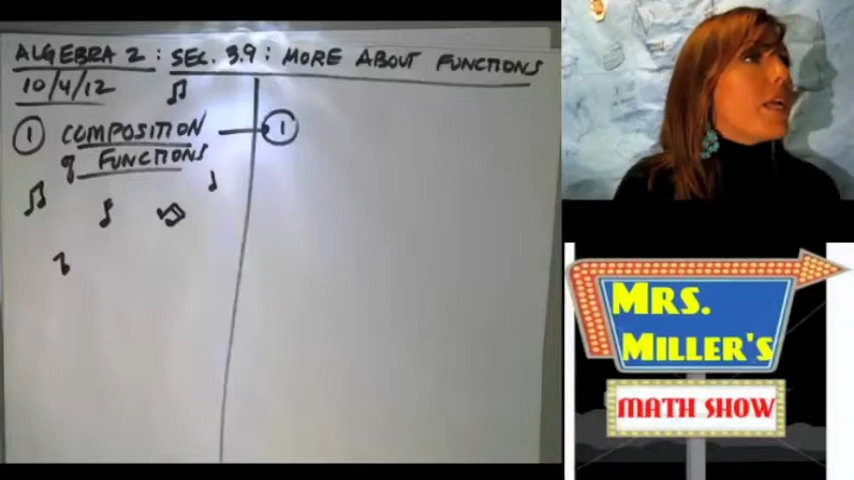 ALGEBRA 2 : SEC. 3.9 : MORE ABOUT FUNCTIONS
10/4/12
① COMPOSITION
of FUNCTIONS
①
MRS.
MILLER'S
MATH SHOW